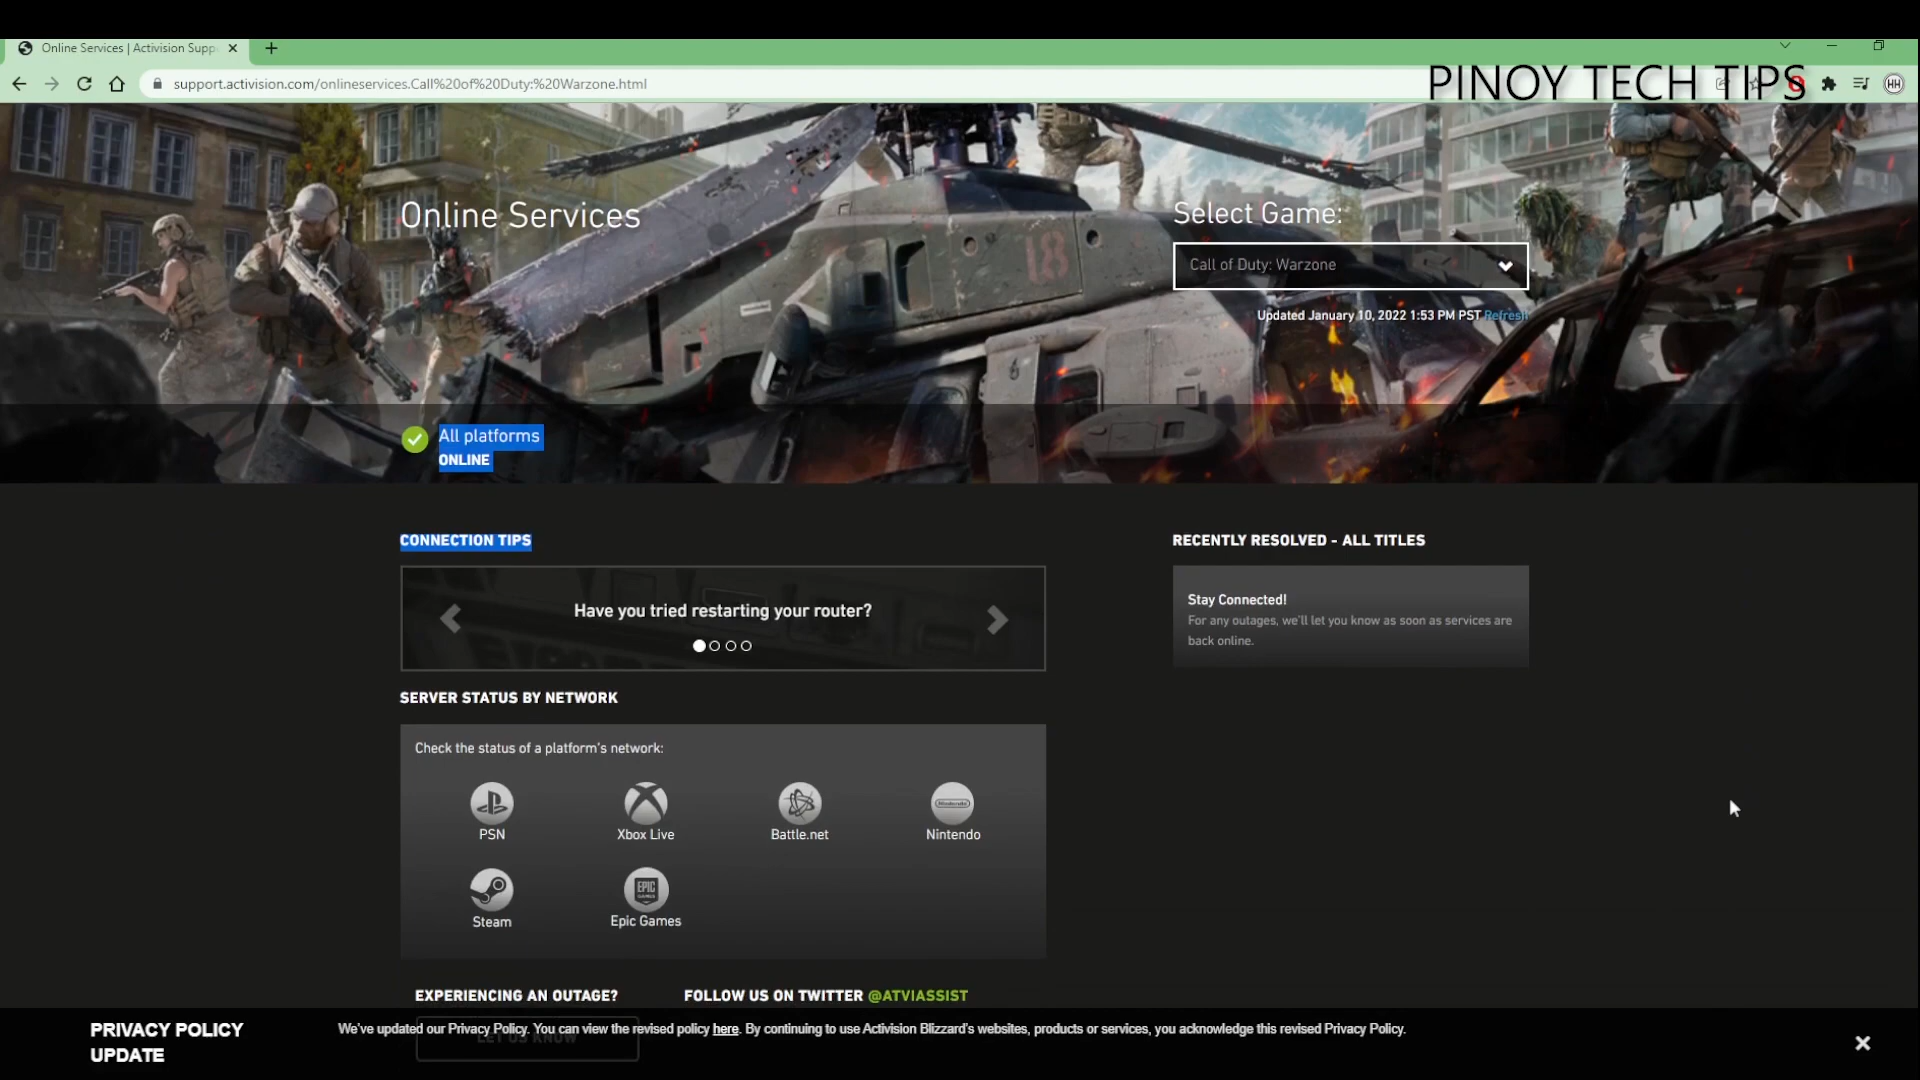 Online Services | Activision Supp
support.activision.com/onlineservices.Call%20of%20Duty:%20Warzone.html
PINOY TECH TIPS
HH
Online Services
Select Game:
Call of Duty: Warzone
Updated January 10, 2022 1:53 PM PST Refresh
18
All platforms
ONLINE
CONNECTION TIPS
Have you tried restarting your router?
RECENTLY RESOLVED - ALL TITLES
Stay Connected!
For any outages, we'll let you know as soon as services are
back online.
SERVER STATUS BY NETWORK
Check the status of a platform's network:
Nintendo
PSN Xbox Live Battle.net Nintendo
EPIC
GAMES
Steam Epic Games
EXPERIENCING AN OUTAGE? FOLLOW US ON TWITTER @ATVIASSIST
LET US KNOW
PRIVACY POLICY
UPDATE
We've updated our Privacy Policy. You can view the revised policy here. By continuing to use Activision Blizzard's websites, products or services, you acknowledge this revised Privacy Policy.